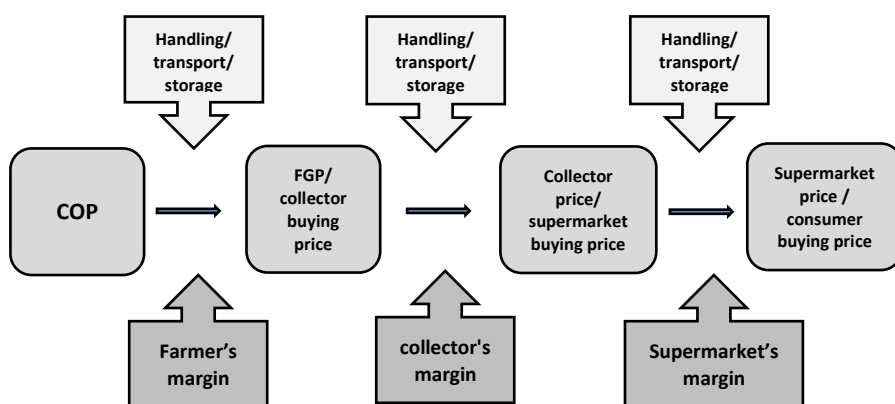 Handling/
transport/
storage
Handling/
transport/
storage
Handling/
transport/
storage
COP
FGP/
collector
buying
price
Collector
price/
supermarket
buying price
Supermarket
price /
consumer
buying price
Farmer’s
margin
collector's
margin
Supermarket’s
margin